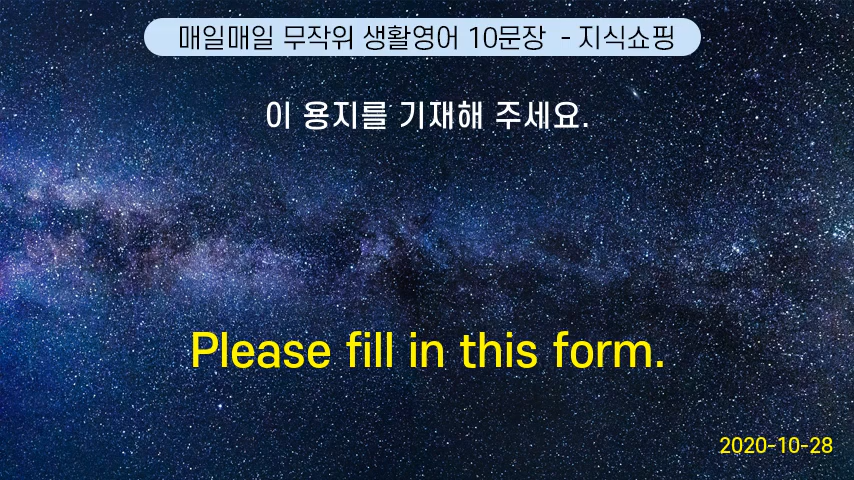 매일매일 무작위 생활영어 10문장 - 지식쇼핑
이 용지를 기재해 주세요.
Please fill in this form.
2020-10-28